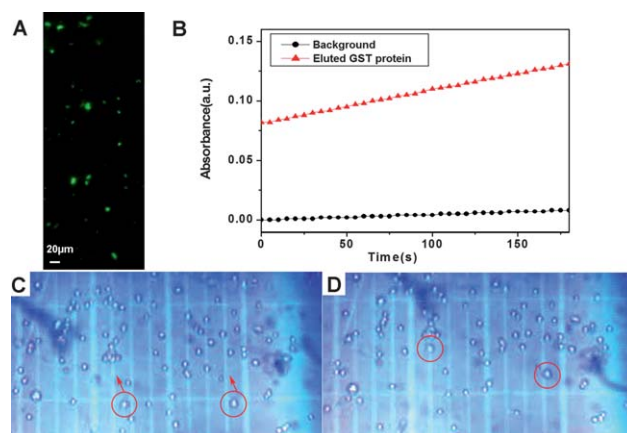 A
20μm
B
Background
Eluted GST protein
0.15
0.10
0.05
0.00
Absorbance(a.u.)
0
50
100
150
Time(s)
C
D